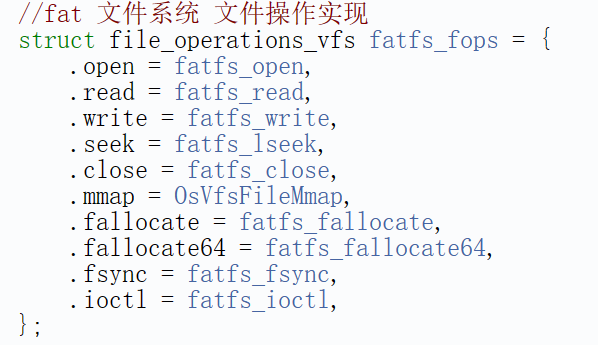 //fat 文件系统 文件操作实现
struct file_operations_vfs fatfs_fops = {
    .open = fatfs_open,
    .read = fatfs_read,
    .write = fatfs_write,
    .seek = fatfs_lseek,
    .close = fatfs_close,
    .mmap = OsVfsFileMmap,
    .fallocate = fatfs_fallocate,
    .fallocate64 = fatfs_fallocate64,
    .fsync = fatfs_fsync,
    .ioctl = fatfs_ioctl,
};